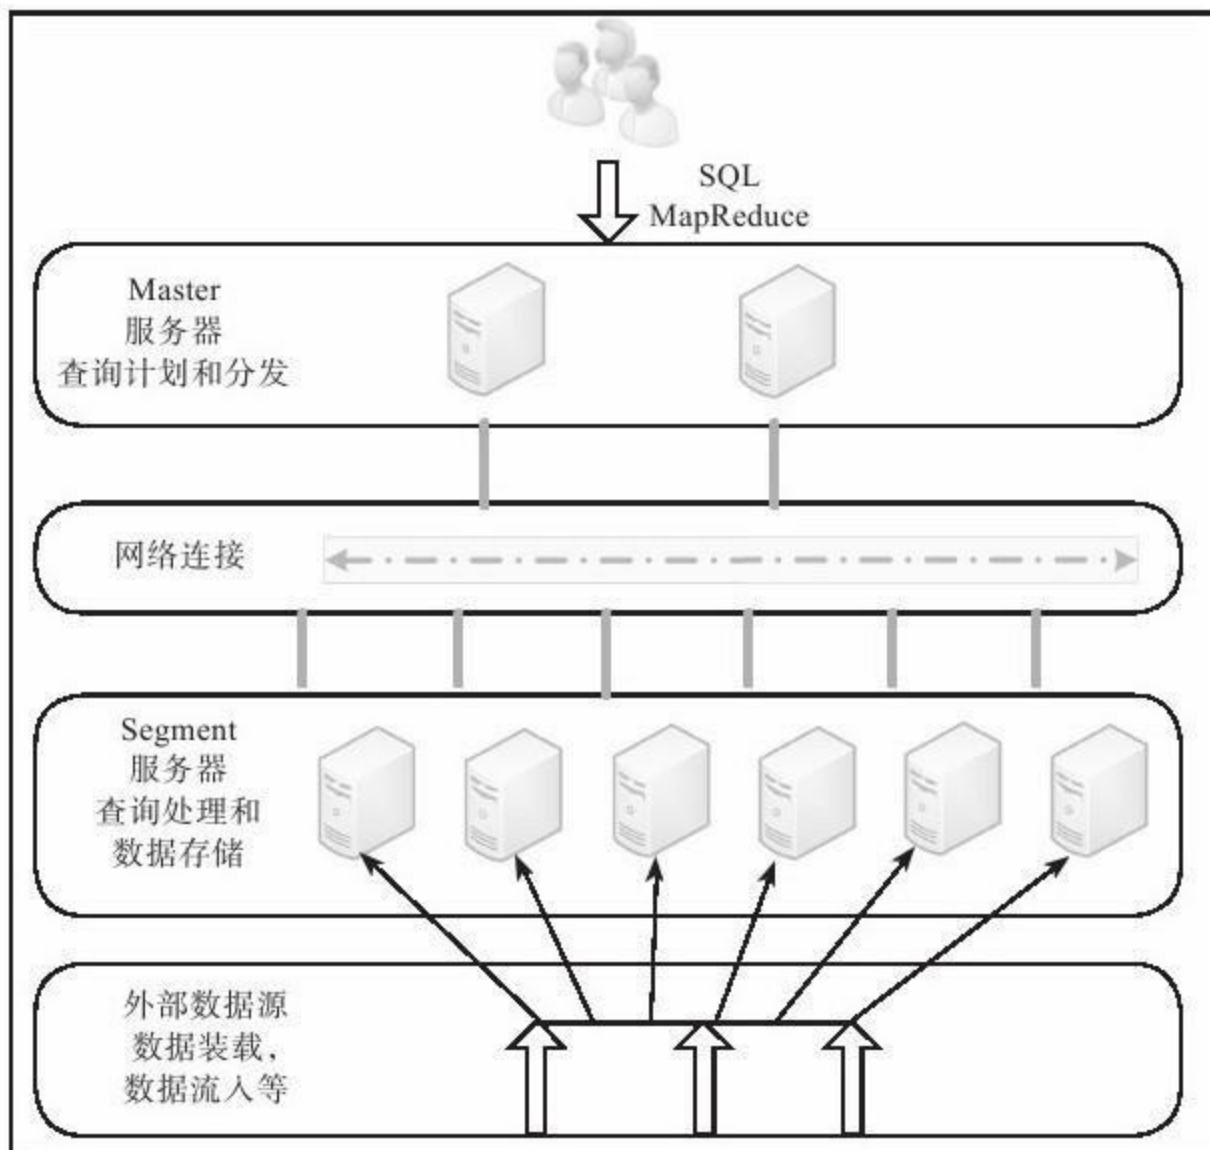 SQL
MapReduce
Master
服务器
查询计划和分发
网络连接
Segment
服务器
查询处理和
数据存储
外部数据源
数据装载，
数据流入等